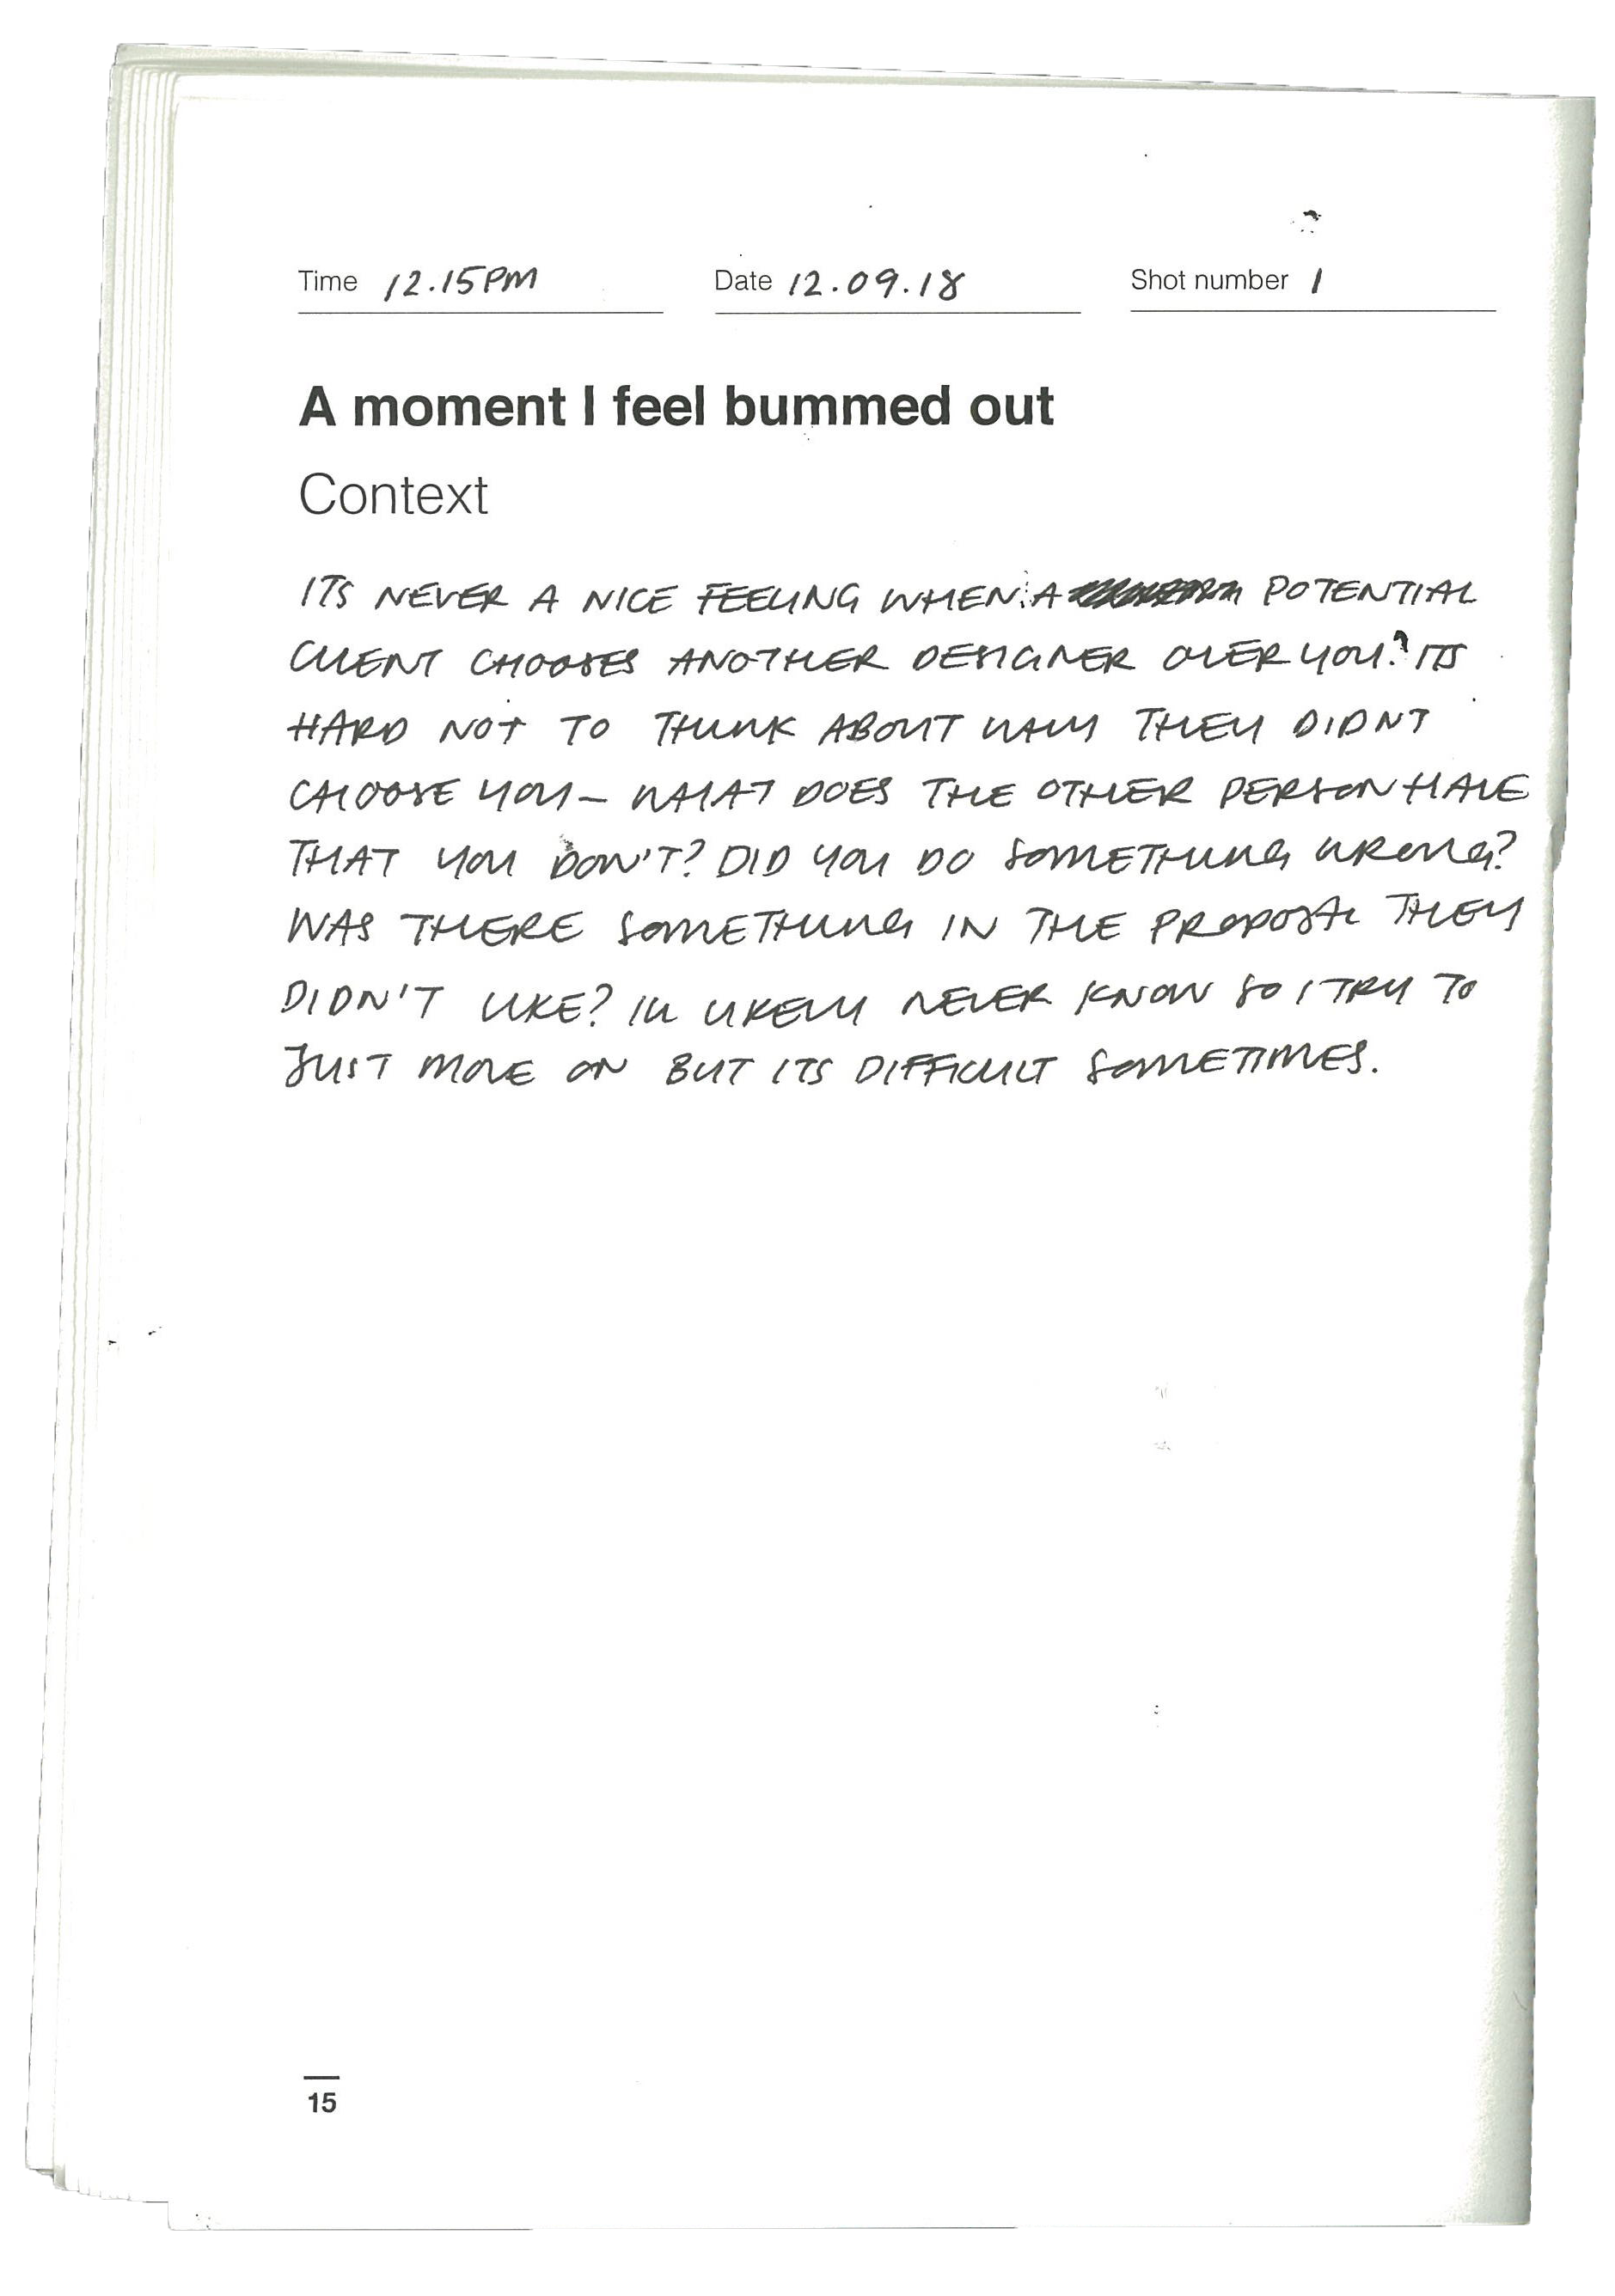 Time 12.15PM Date 12.09.18 Shot number 1
A moment I feel bummed out
Context
ITS NEVER A NICE FEELING WHEN A POTENTIAL
CLIENT CHOOSES ANOTHER DESIGNER OVER YOU. ITS
HARD NOT TO THINK ABOUT WHY THEY DIDNT
CHOOSE YOU – WHAT DOES THE OTHER PERSON HAVE
THAT YOU DON'T? DID YOU DO SOMETHING WRONG?
WAS THERE SOMETHING IN THE PROPOSAL THEY
DIDN'T LIKE? ILL LIKELY NEVER KNOW SO I TRY TO
JUST MOVE ON BUT ITS DIFFICULT SOMETIMES.
15